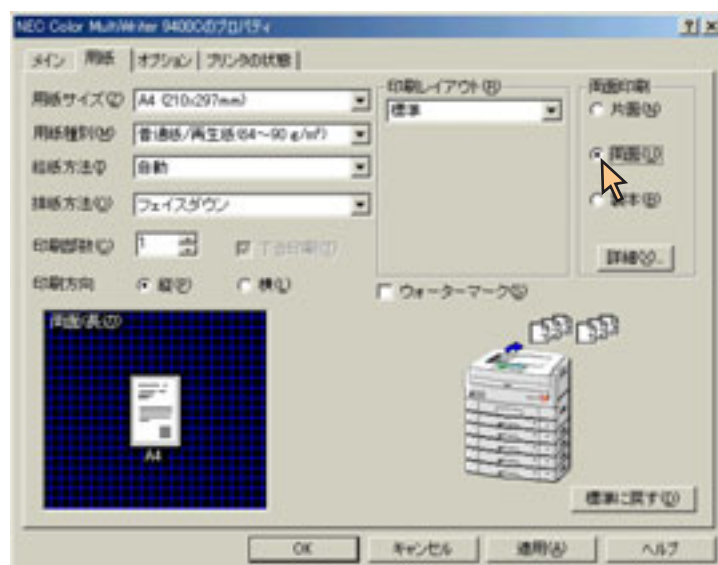 NEC Color MultiWriter 9400Cのプロパティ
メイン 用紙 オプション プリンタの状態
用紙サイズ(Z) A4 (210x297mm)
用紙種別(M) 普通紙/再生紙(64～90 g/m²)
給紙方法(I) 自動
排紙方法(U) フェイスダウン
印刷部数(C) 1 丁合印刷(T)
印刷方向 縦(P) 横(L)
印刷レイアウト(R)
標準
ウォーターマーク(S)
両面印刷
片面(N)
両面(J)
製本(B)
詳細(V)...
両面(長手)
A4
標準に戻す(D)
OK キャンセル 適用(A) ヘルプ